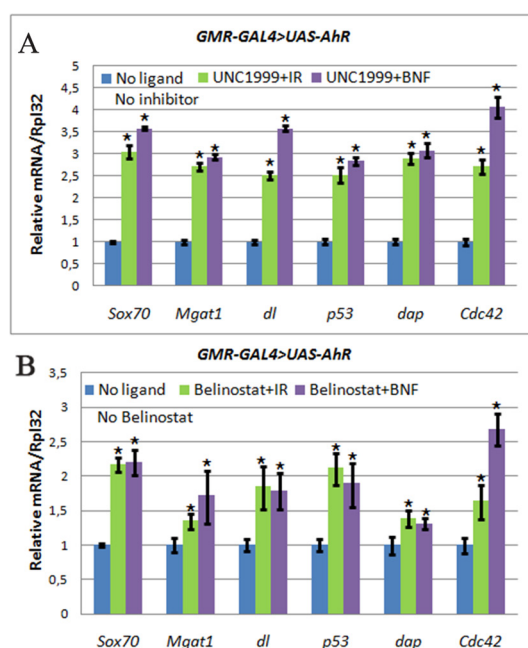 A
GMR-GAL4>UAS-AhR
No ligand UNC1999+IR UNC1999+BNF
No inhibitor
Relative mRNA/Rpl32
5
4,5
4
3,5
3
2,5
2
1,5
1
0,5
0
* * * * * * * * * * * *
Sox70 Mgat1 dl p53 dap Cdc42
B
GMR-GAL4>UAS-AhR
No ligand Belinostat+IR Belinostat+BNF
No Belinostat
Relative mRNA/Rpl32
3,5
3
2,5
2
1,5
1
0,5
0
* * * * * * * * * * * *
Sox70 Mgat1 dl p53 dap Cdc42